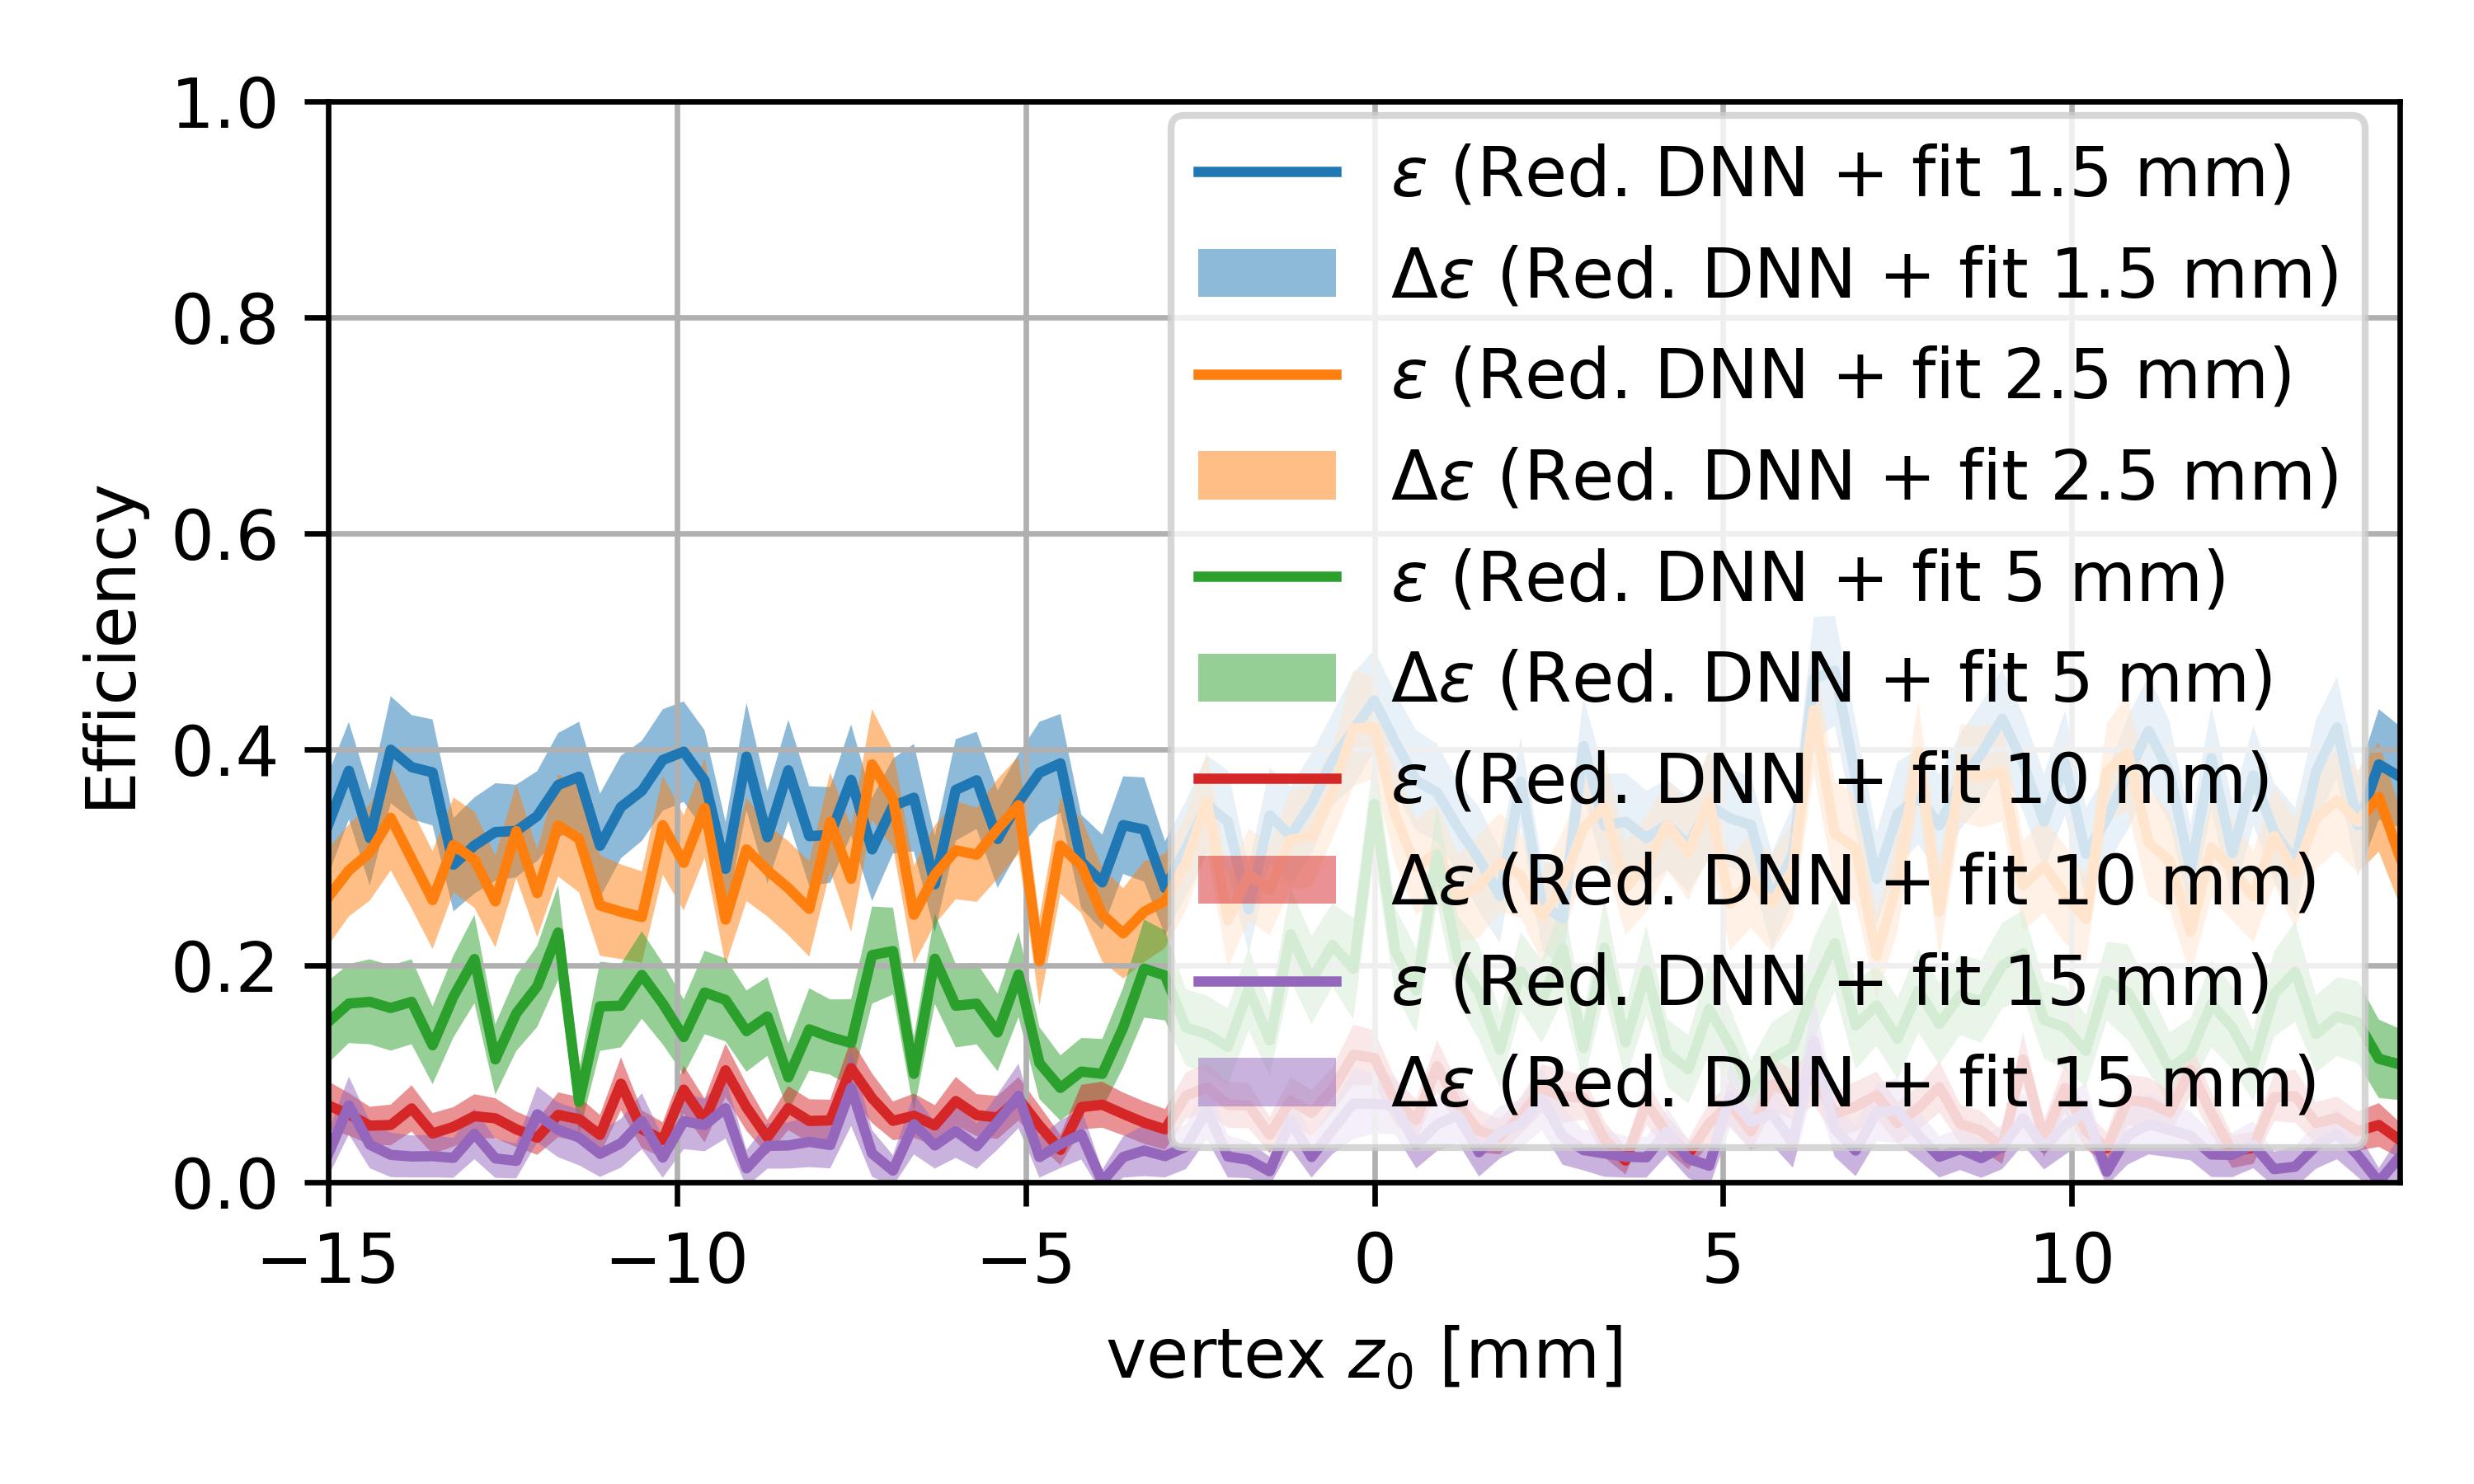 Efficiency
1.0
0.8
0.6
0.4
0.2
0.0
−15
−10
−5
0
5
10
vertex z₀ [mm]
ε (Red. DNN + fit 1.5 mm)
Δε (Red. DNN + fit 1.5 mm)
ε (Red. DNN + fit 2.5 mm)
Δε (Red. DNN + fit 2.5 mm)
ε (Red. DNN + fit 5 mm)
Δε (Red. DNN + fit 5 mm)
ε (Red. DNN + fit 10 mm)
Δε (Red. DNN + fit 10 mm)
ε (Red. DNN + fit 15 mm)
Δε (Red. DNN + fit 15 mm)